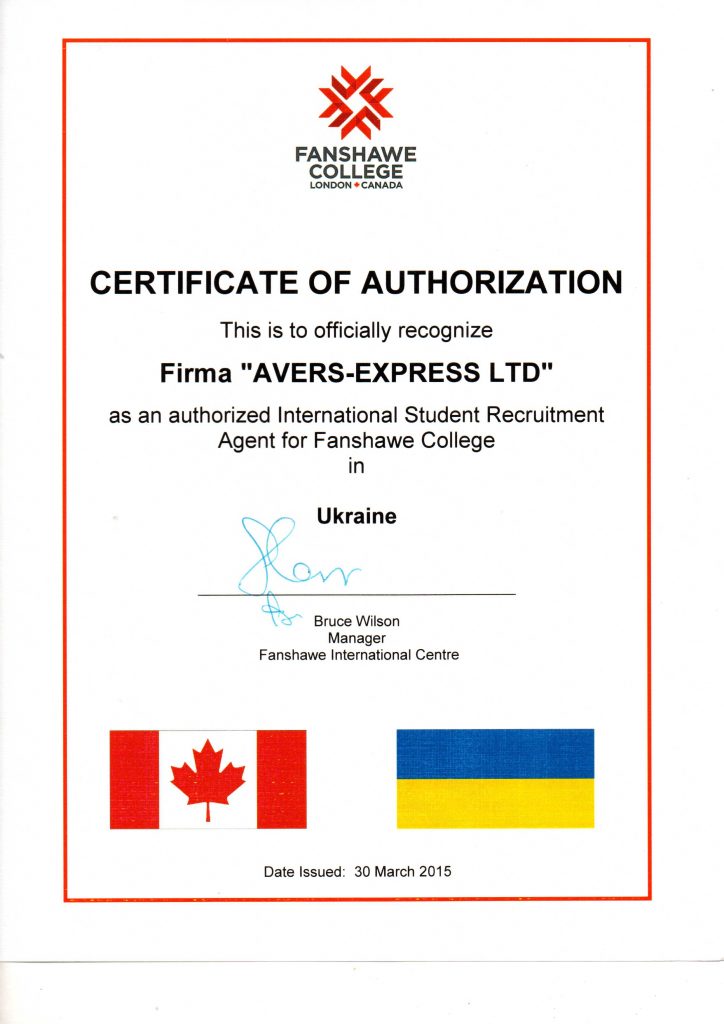 FANSHAWE
COLLEGE
LONDON CANADA
CERTIFICATE OF AUTHORIZATION
This is to officially recognize
Firma "AVERS-EXPRESS LTD"
as an authorized International Student Recruitment
Agent for Fanshawe College
in
Ukraine
Bruce Wilson
Manager
Fanshawe International Centre
Date Issued: 30 March 2015